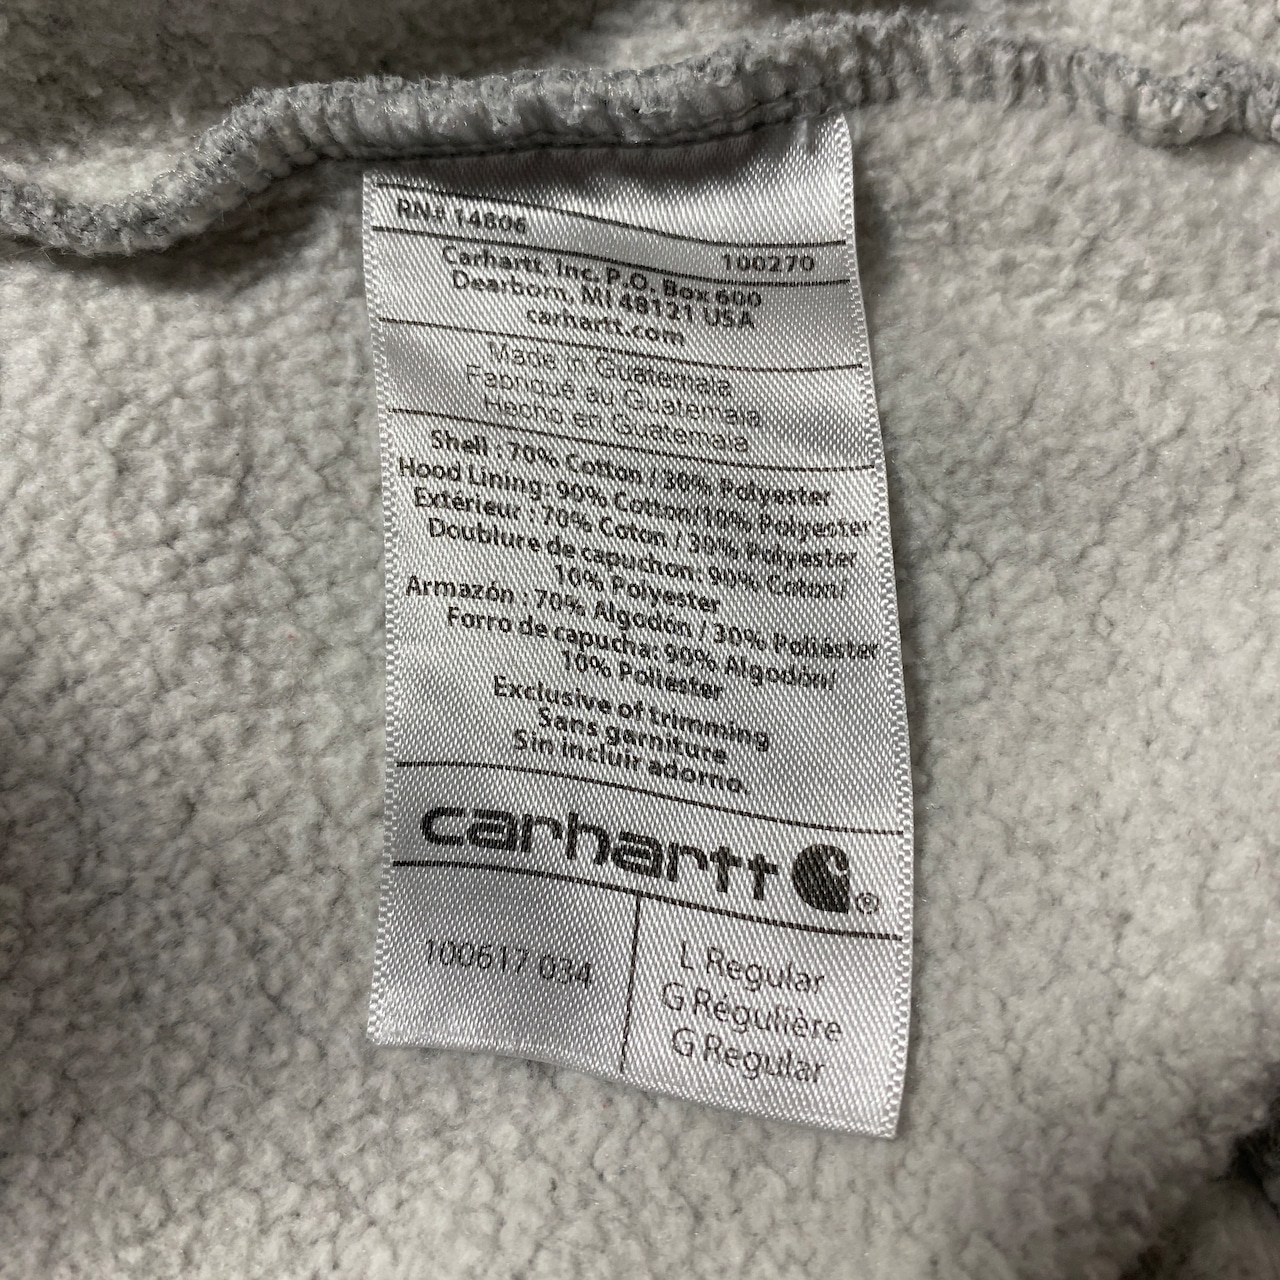 RN# 14806
100270
Carhartt, Inc. P.O. Box 600
Dearborn, MI 48121 USA
carhartt.com
Made in Guatemala
Fabriqué au Guatemala
Hecho en Guatemala
Shell : 70% Cotton / 30% Polyester
Hood Lining: 90% Cotton/10% Polyester
Extérieur : 70% Coton / 30% Polyester
Doublure de capuchon: 90% Coton/
10% Polyester
Armazón : 70% Algodón / 30% Poliéster
Forro de capucha: 90% Algodón/
10% Poliester
Exclusive of trimming
Sans garniture
Sin incluir adorno.
carhartt ®
100617 034
L Regular
G Régulière
G Regular